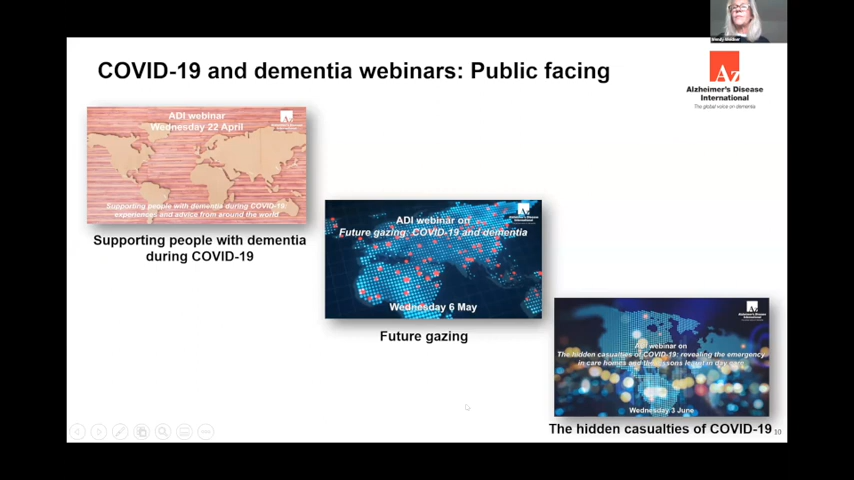 COVID-19 and dementia webinars: Public facing
Az
Alzheimer's Disease
International
The global voice on dementia
ADI webinar
Wednesday 22 April
Supporting people with dementia during COVID-19:
experiences and advice from around the world
Supporting people with dementia
during COVID-19
ADI webinar on
Future gazing: COVID-19 and dementia
Wednesday 6 May
Future gazing
ADI webinar on
The hidden casualties of COVID-19: revealing the emergency
in care homes and the lessons learnt in day care
Wednesday 3 June
The hidden casualties of COVID-19
10